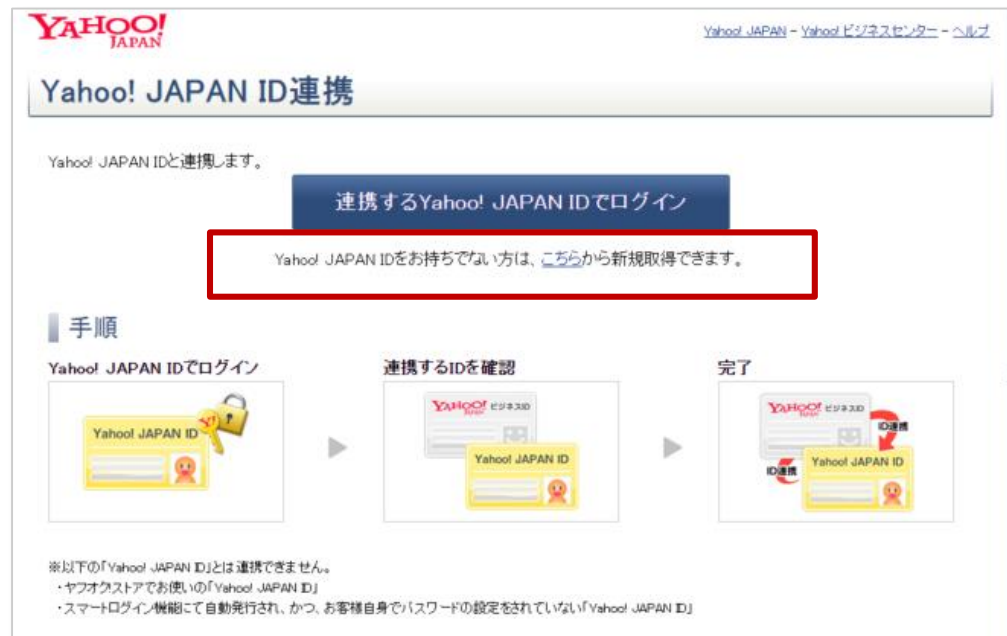 YAHOO!
JAPAN
Yahoo! JAPAN - Yahoo! ビジネスセンター - ヘルプ
Yahoo! JAPAN ID連携
Yahoo! JAPAN IDと連携します。
連携するYahoo! JAPAN IDでログイン
Yahoo! JAPAN IDをお持ちでない方は、こちらから新規取得できます。
手順
Yahoo! JAPAN IDでログイン
Yahoo! JAPAN ID
Y!
連携するIDを確認
YAHOO! ビジネスID
JAPAN
Yahoo! JAPAN ID
完了
YAHOO! ビジネスID
JAPAN
ID連携
ID連携
Yahoo! JAPAN ID
※以下の「Yahoo! JAPAN ID」とは連携できません。
・ヤフオクストアでお使いの「Yahoo! JAPAN ID」
・スマートログイン機能にて自動発行され、かつ、お客様自身でパスワードの設定をされていない「Yahoo! JAPAN ID」